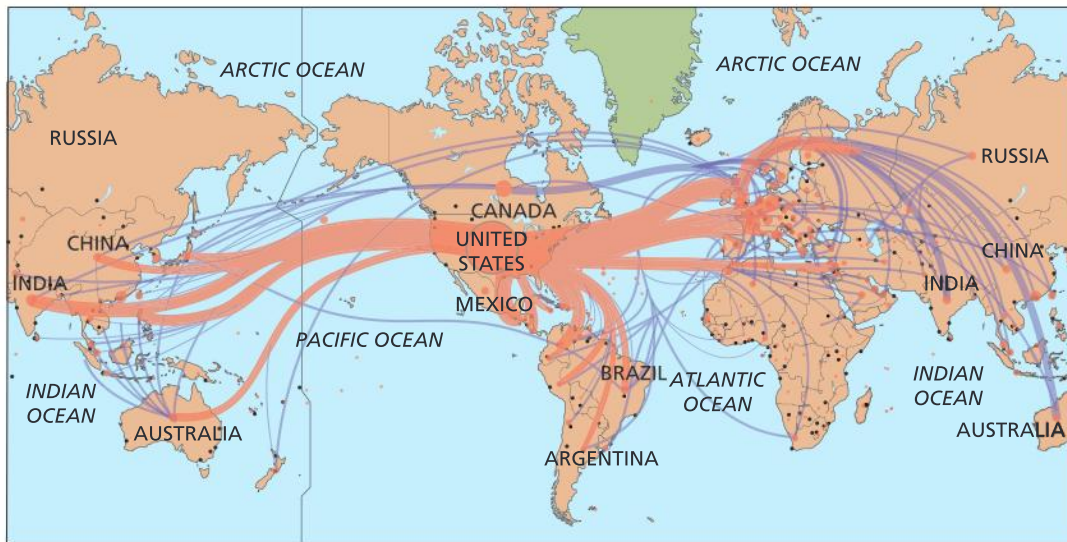 ARCTIC OCEAN
ARCTIC OCEAN
RUSSIA
RUSSIA
CANADA
CHINA
UNITED
STATES
CHINA
INDIA
INDIA
MEXICO
PACIFIC OCEAN
BRAZIL
ATLANTIC
OCEAN
INDIAN
OCEAN
INDIAN
OCEAN
AUSTRALIA
AUSTRALIA
ARGENTINA